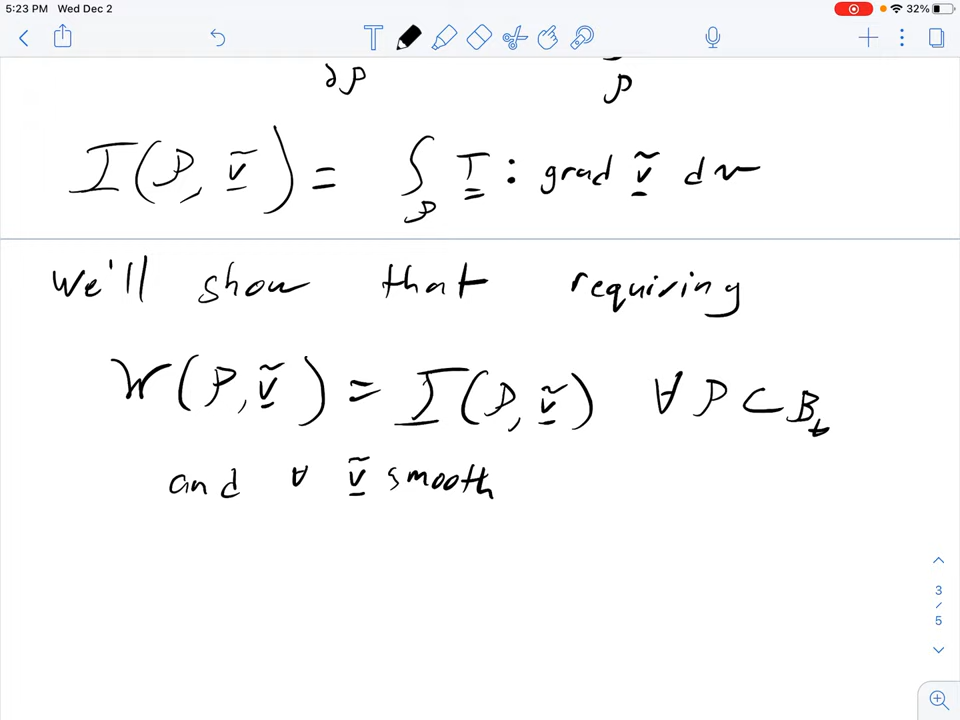 5:23 PM Wed Dec 2 32%
T
∂P P
I(P, ṽ) = ∫_P T : grad ṽ dv
We'll show that requiring
W(P, ṽ) = I(P, ṽ) ∀ P ⊂ B_t
and ∀ ṽ smooth
3
/
5